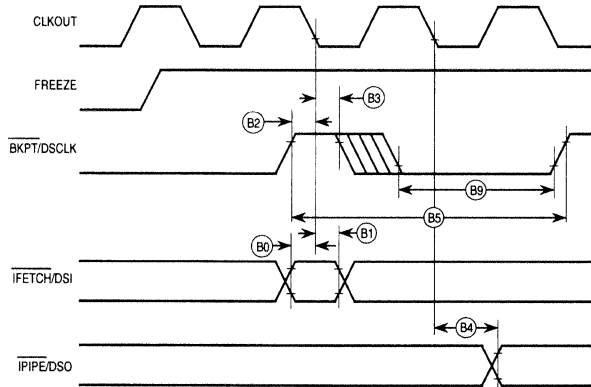 CLKOUT
FREEZE
B3
B2
BKPT/DSCLK
B9
B5
B1
B0
IFETCH/DSI
B4
IPIPE/DSO